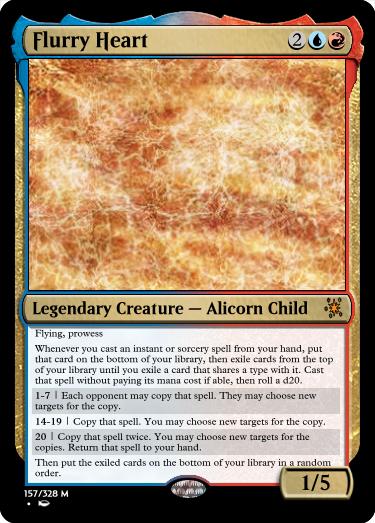 Flurry Heart 2
Legendary Creature — Alicorn Child
Flying, prowess
Whenever you cast an instant or sorcery spell from your hand, put
that card on the bottom of your library, then exile cards from the top
of your library until you exile a card that shares a type with it. Cast
that spell without paying its mana cost if able, then roll a d20.
1-7 | Each opponent may copy that spell. They may choose new
targets for the copy.
14-19 | Copy that spell. You may choose new targets for the copy.
20 | Copy that spell twice. You may choose new targets for the
copies. Return that spell to your hand.
Then put the exiled cards on the bottom of your library in a random
order.
1/5
157/328 M